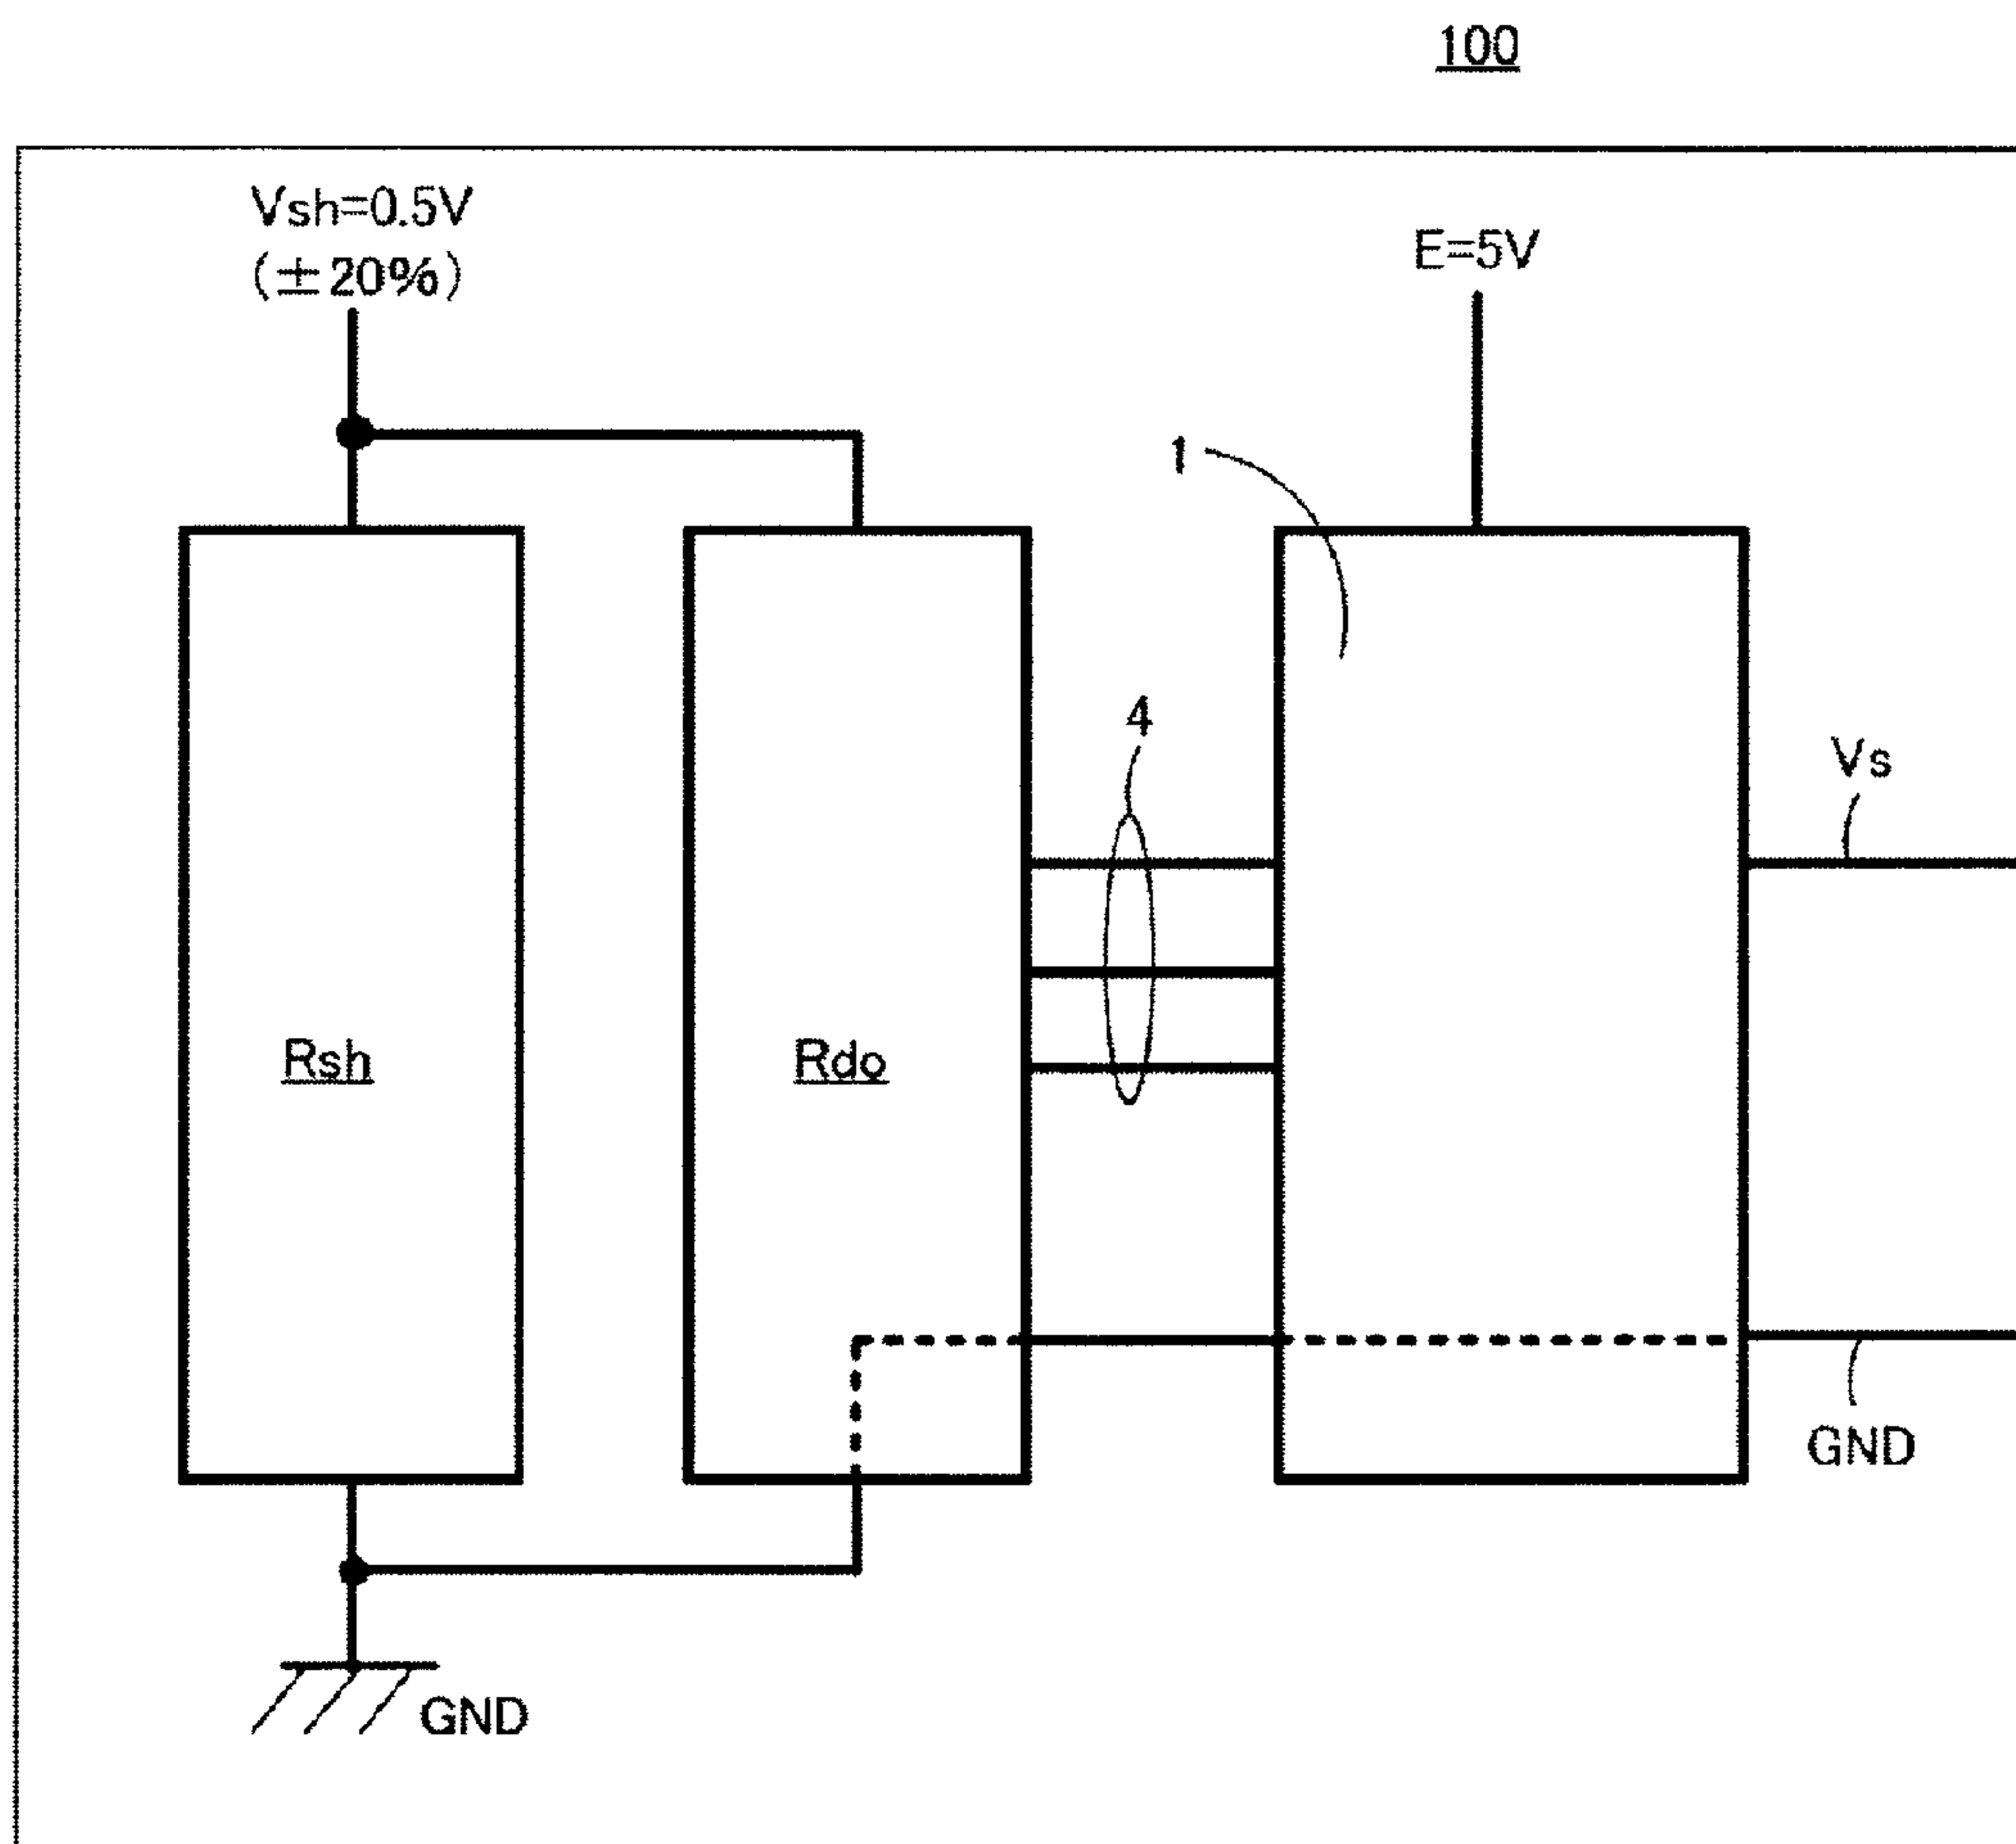 100
Vsh=0.5V
(±20%)
E=5V
1
4
Vs
Rsh
Rdo
GND
GND